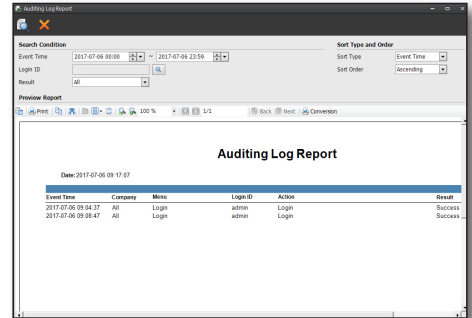 Auditing Log Report
Search Condition
Sort Type and Order
Event Time 2017-07-06 00:00 ~ 2017-07-06 23:59
Sort Type Event Time
Login ID
Sort Order Ascending
Result All
Preview Report
Print 100 % 1/1 Back Next Conversion
Auditing Log Report
Date: 2017-07-06 09:17:07
Event Time Company Menu Login ID Action Result
2017-07-06 09:04:37 All Login admin Login Success
2017-07-06 09:08:47 All Login admin Login Success